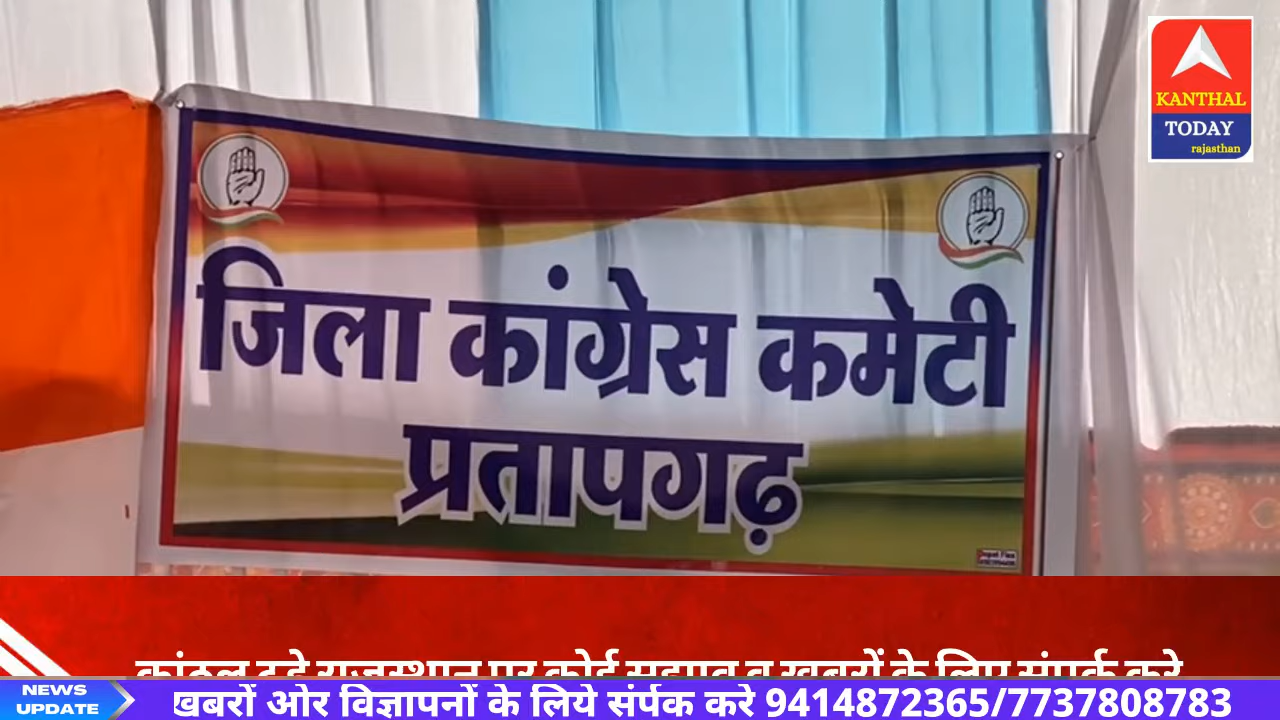 KANTHAL
TODAY
rajasthan
जिला कांग्रेस कमेटी
प्रतापगढ़
NEWS
UPDATE
खबरों ओर विज्ञापनों के लिये संर्पक करे 9414872365/7737808783